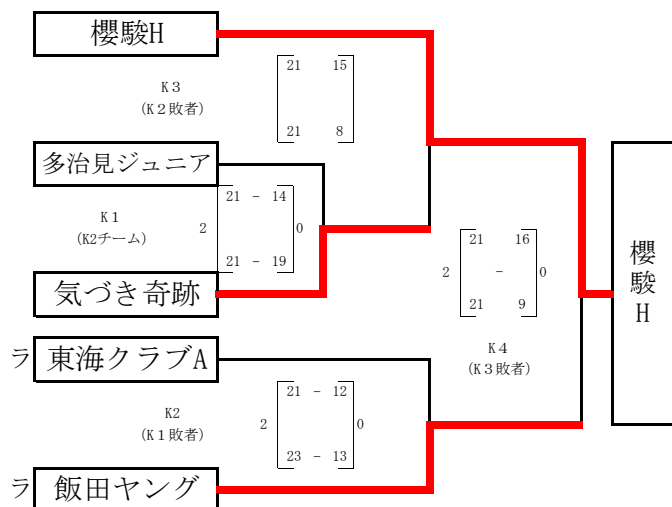 櫻駿H
K3
(K2敗者)
21 15
21 8
多治見ジュニア
K1
(K2チーム)
2
21 - 14
21 - 19
0
気づき奇跡
2
21 16
-
21 9
0
K4
(K3敗者)
櫻駿H
ラ 東海クラブA
K2
(K1敗者)
2
21 - 12
23 - 13
0
ラ 飯田ヤング